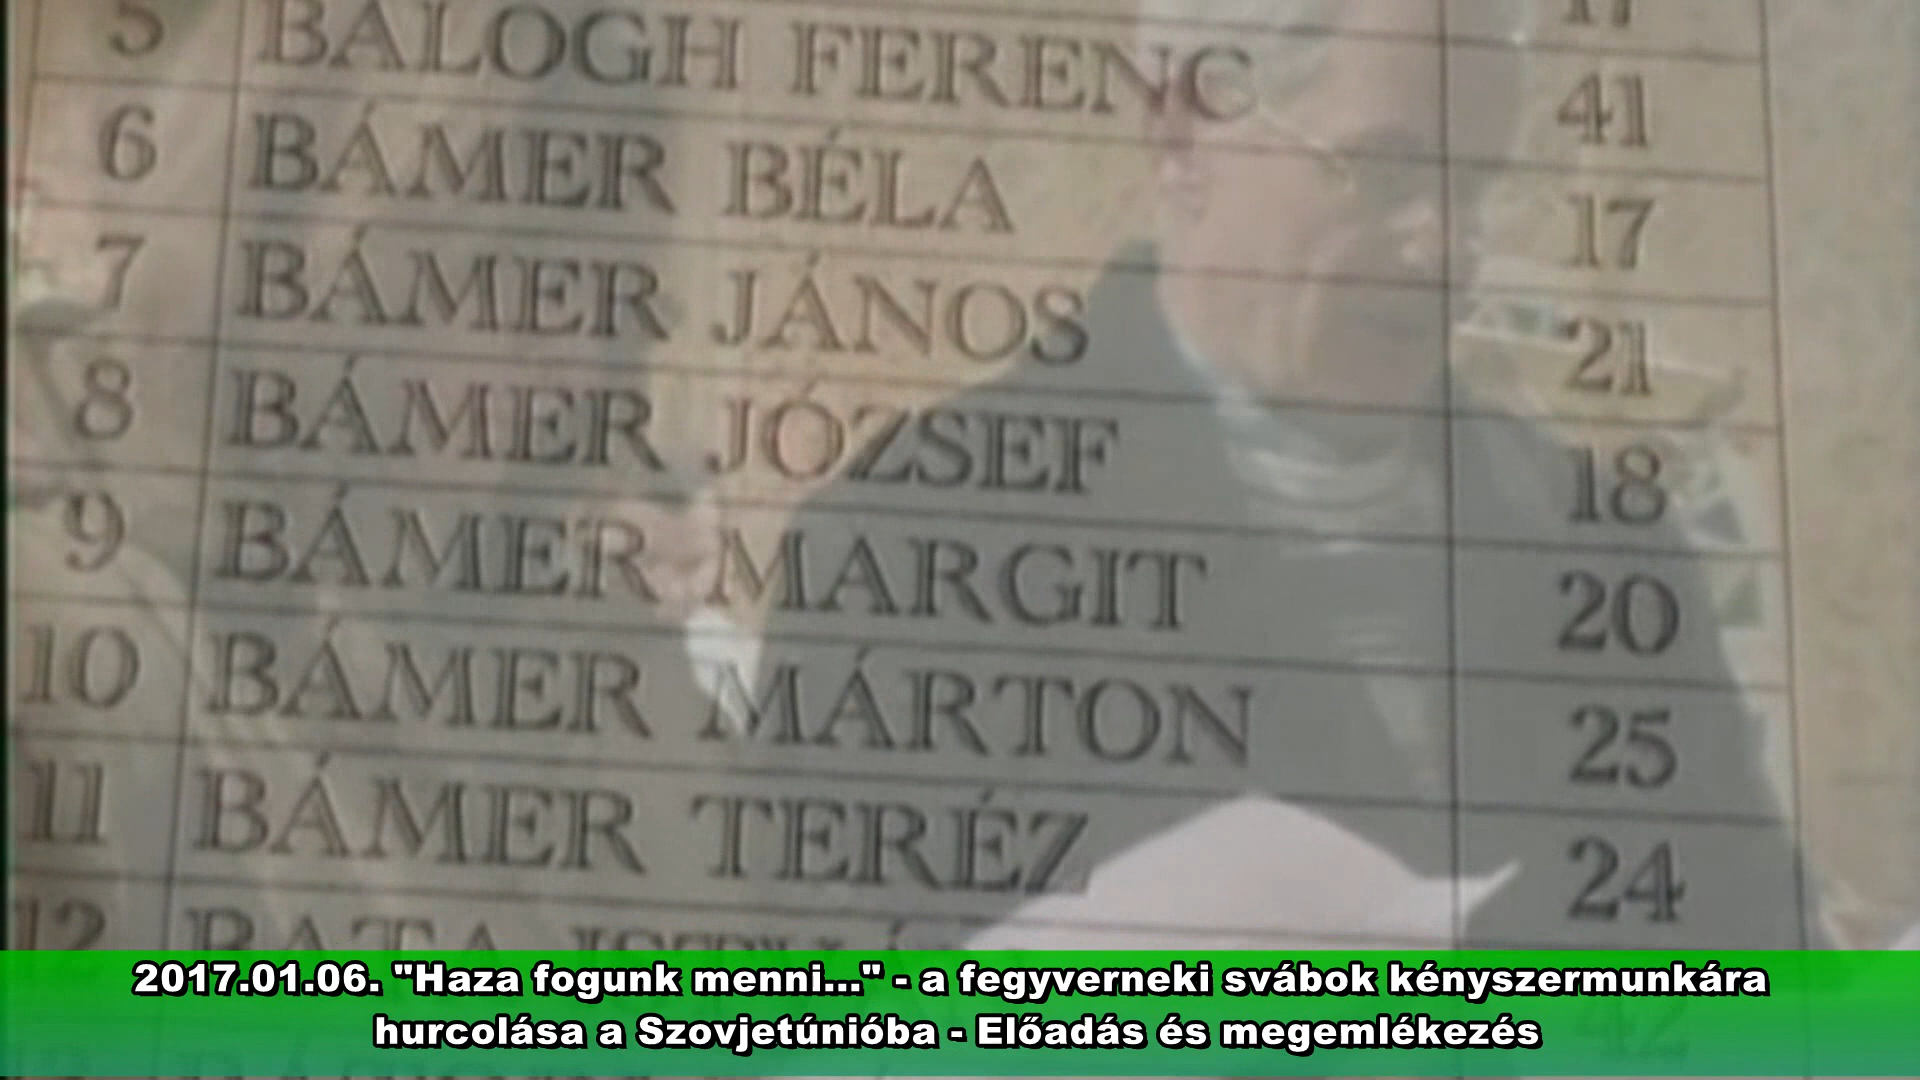 5 BALOGH FERENC 41
6 BÁMER BÉLA 17
7 BÁMER JÁNOS 21
8 BÁMER JÓZSEF 18
9 BÁMER MARGIT 20
10 BÁMER MÁRTON 25
11 BÁMER TERÉZ 24
12 BATA
2017.01.06. "Haza fogunk menni..." - a fegyverneki svábok kényszermunkára
hurcolása a Szovjetúnióba - Előadás és megemlékezés